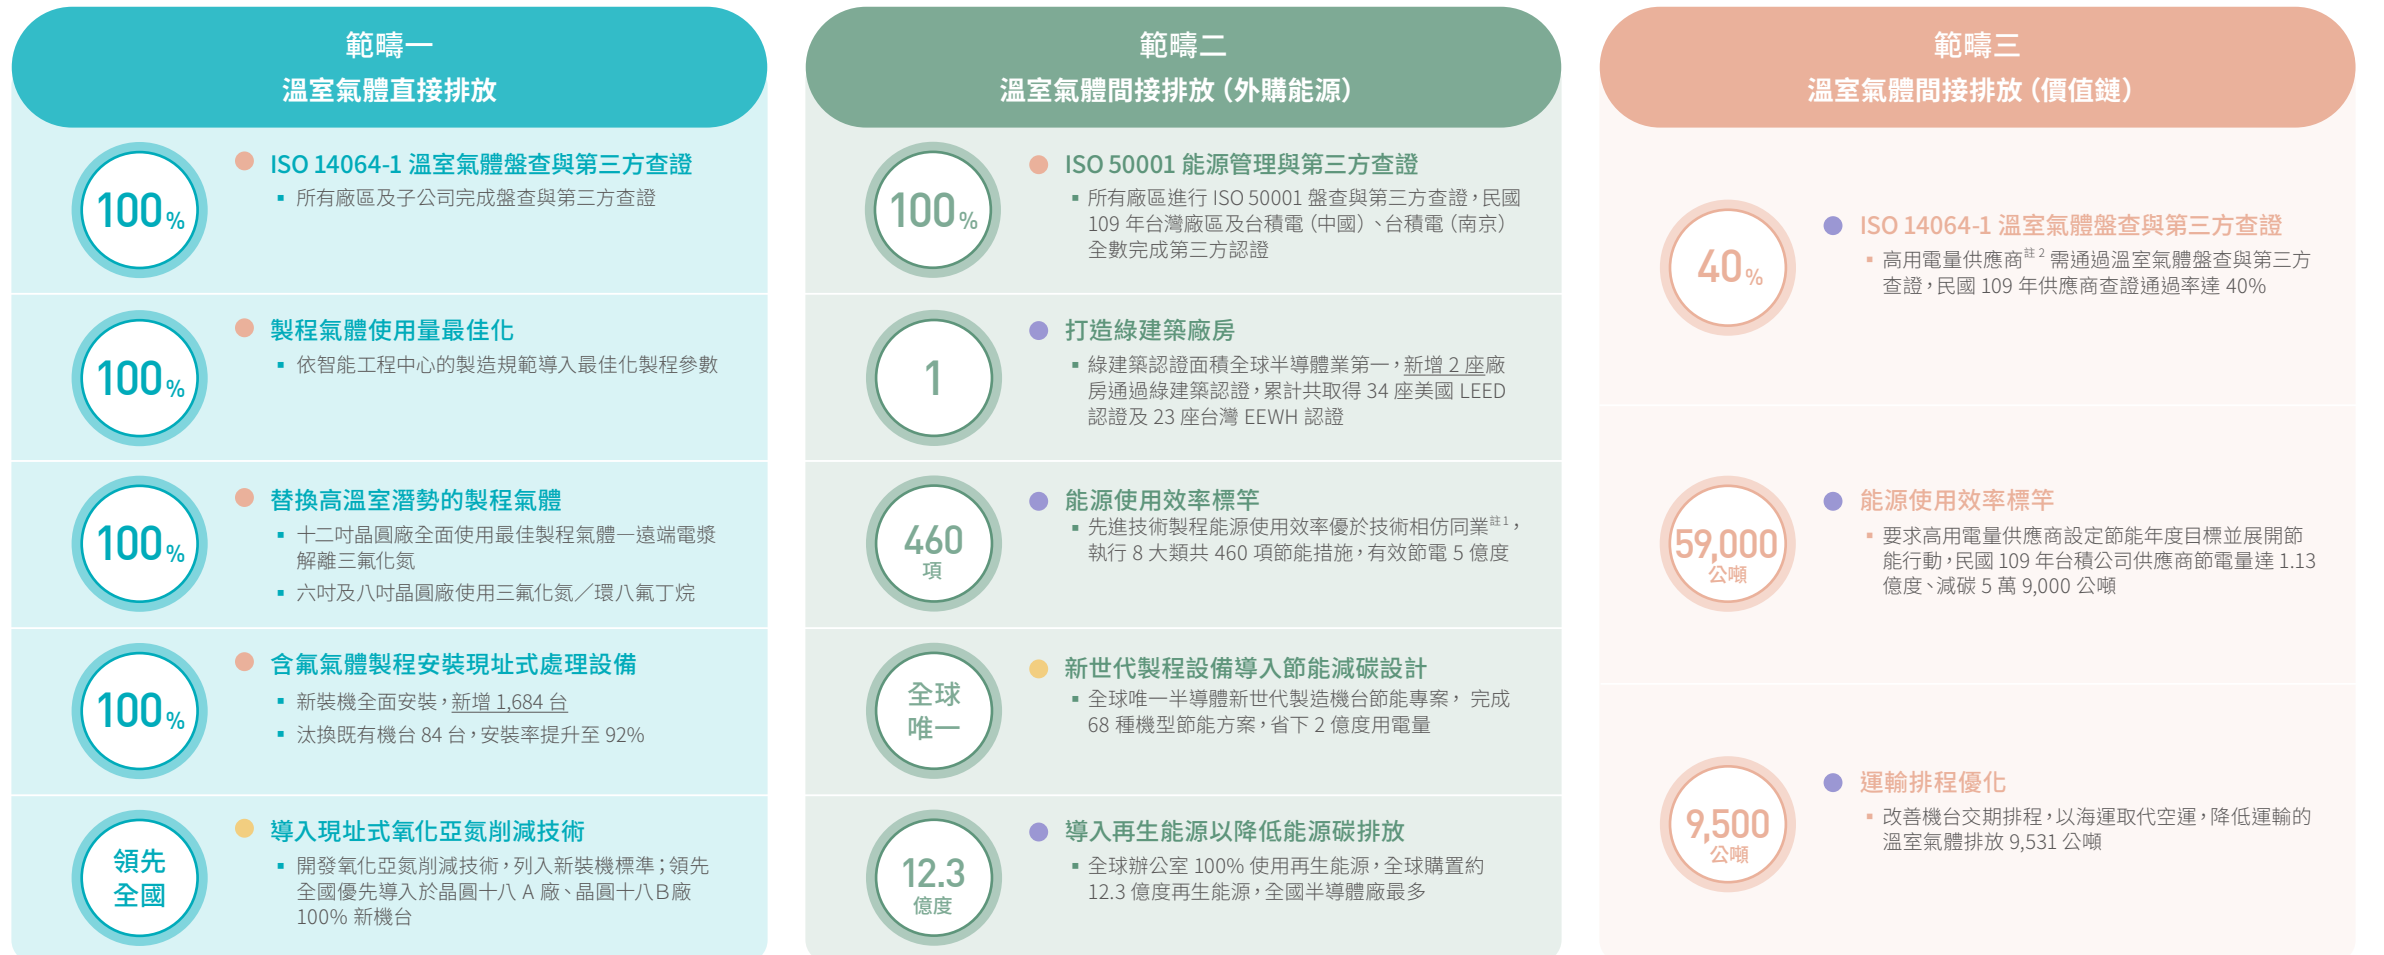 範疇一
溫室氣體直接排放
100%
ISO 14064-1 溫室氣體盤查與第三方查證
▪ 所有廠區及子公司完成盤查與第三方查證
100%
製程氣體使用量最佳化
▪ 依智能工程中心的製造規範導入最佳化製程參數
100%
替換高溫室潛勢的製程氣體
▪ 十二吋晶圓廠全面使用最佳製程氣體—遠端電漿
解離三氟化氮
▪ 六吋及八吋晶圓廠使用三氟化氮／環八氟丁烷
100%
含氟氣體製程安裝現址式處理設備
▪ 新裝機全面安裝，新增 1,684 台
▪ 汰換既有機台 84 台，安裝率提升至 92%
領先
全國
導入現址式氧化亞氮削減技術
▪ 開發氧化亞氮削減技術，列入新裝機標準；領先
全國優先導入於晶圓十八 A 廠、晶圓十八B廠
100% 新機台
範疇二
溫室氣體間接排放（外購能源）
100%
ISO 50001 能源管理與第三方查證
▪ 所有廠區進行 ISO 50001 盤查與第三方查證，民國
109 年台灣廠區及台積電（中國）、台積電（南京）
全數完成第三方認證
1
打造綠建築廠房
▪ 綠建築認證面積全球半導體業第一，新增 2 座廠
房通過綠建築認證，累計共取得 34 座美國 LEED
認證及 23 座台灣 EEWH 認證
460
項
能源使用效率標竿
▪ 先進技術製程能源使用效率優於技術相仿同業註1，
執行 8 大類共 460 項節能措施，有效節電 5 億度
全球
唯一
新世代製程設備導入節能減碳設計
▪ 全球唯一半導體新世代製造機台節能專案， 完成
68 種機型節能方案，省下 2 億度用電量
12.3
億度
導入再生能源以降低能源碳排放
▪ 全球辦公室 100% 使用再生能源，全球購置約
12.3 億度再生能源，全國半導體廠最多
範疇三
溫室氣體間接排放（價值鏈）
40%
ISO 14064-1 溫室氣體盤查與第三方查證
▪ 高用電量供應商註2 需通過溫室氣體盤查與第三方
查證，民國 109 年供應商查證通過率達 40%
59,000
公噸
能源使用效率標竿
▪ 要求高用電量供應商設定節能年度目標並展開節
能行動，民國 109 年台積公司供應商節電量達 1.13
億度、減碳 5 萬 9,000 公噸
9,500
公噸
運輸排程優化
▪ 改善機台交期排程，以海運取代空運，降低運輸的
溫室氣體排放 9,531 公噸